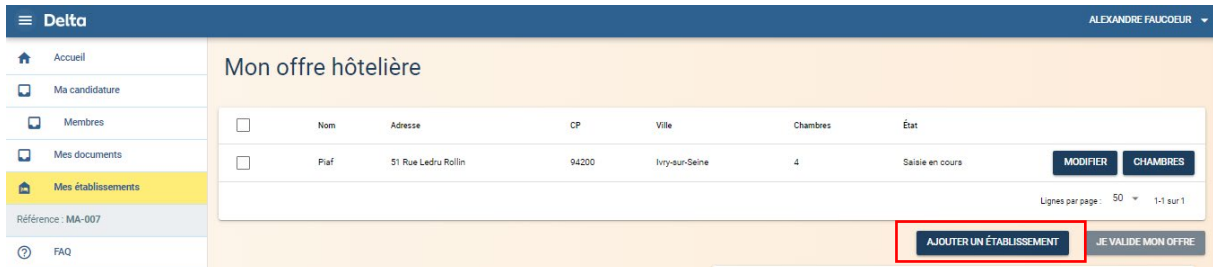 Delta
ALEXANDRE FAUCOEUR
Accueil
Ma candidature
Membres
Mes documents
Mes établissements
Référence : MA-007
FAQ
Mon offre hôtelière
Nom Adresse CP Ville Chambres État
Piaf 51 Rue Ledru Rollin 94200 Ivry-sur-Seine 4 Saisie en cours MODIFIER CHAMBRES
Lignes par page : 50 1-1 sur 1
AJOUTER UN ÉTABLISSEMENT JE VALIDE MON OFFRE